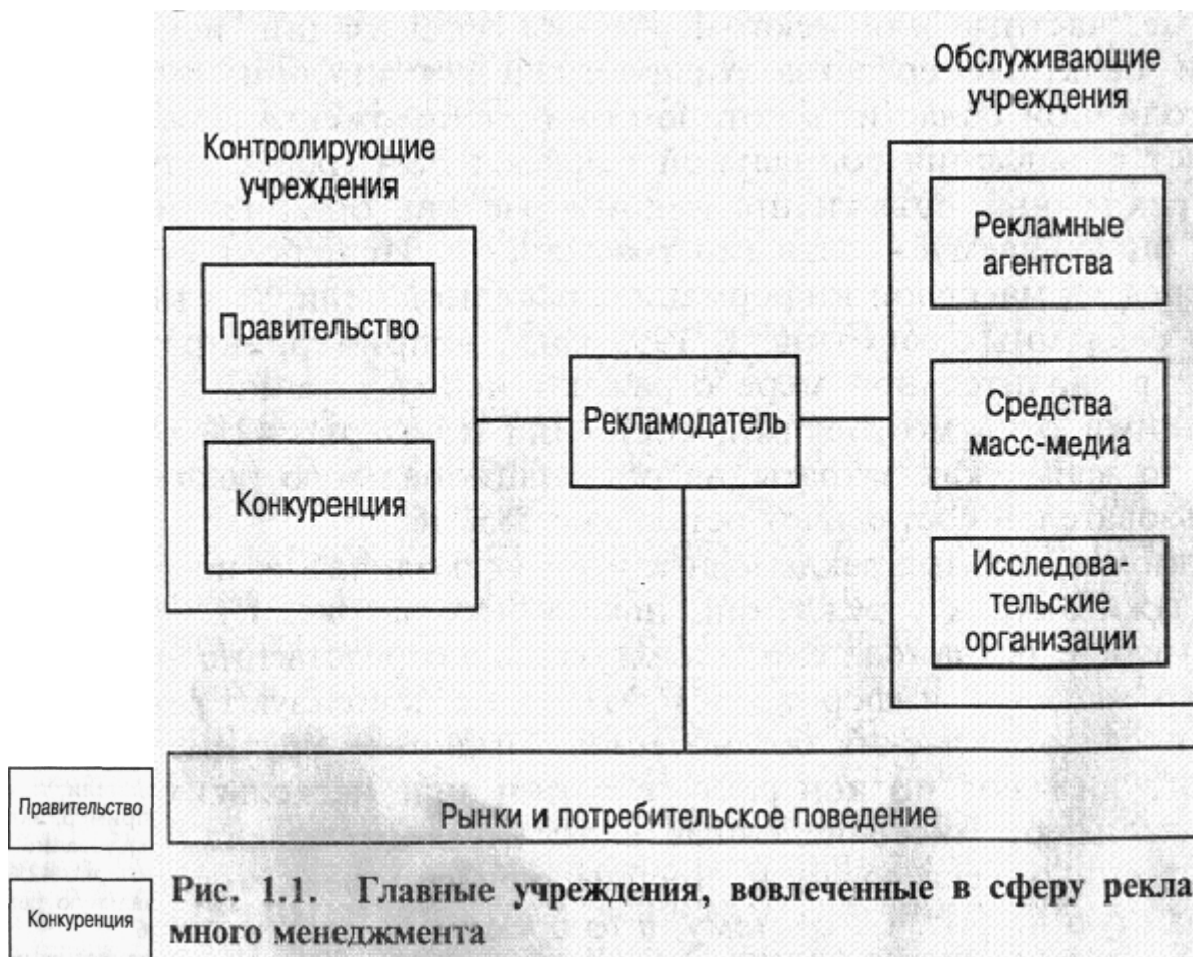 Обслуживающие
учреждения
Контролирующие
учреждения
Рекламные
агентства
Правительство
Рекламодатель
Средства
масс-медиа
Конкуренция
Исследова-
тельские
организации
Рынки и потребительское поведение
Правительство
Конкуренция
Рис. 1.1. Главные учреждения, вовлеченные в сферу рекла
много менеджмента